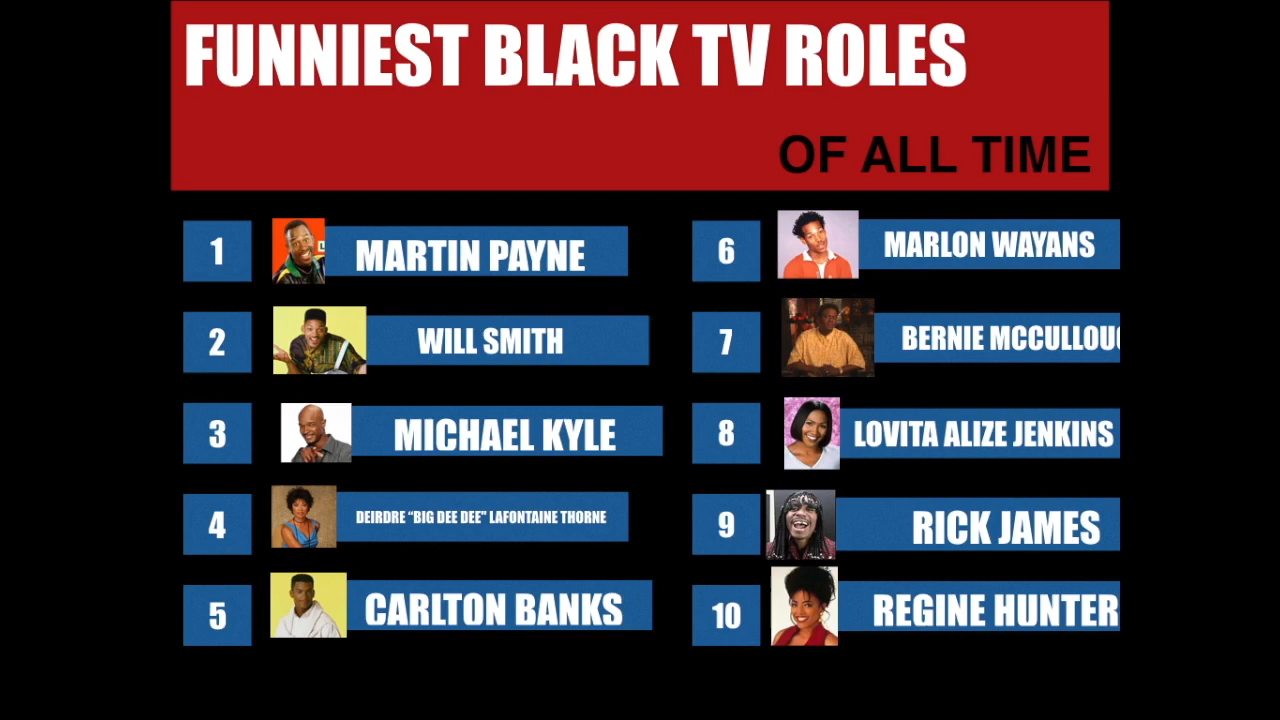 FUNNIEST BLACK TV ROLES
OF ALL TIME
1 MARTIN PAYNE
2 WILL SMITH
3 MICHAEL KYLE
4 DEIRDRE “BIG DEE DEE" LAFONTAINE THORNE
5 CARLTON BANKS
6 MARLON WAYANS
7 BERNIE MCCULLOU
8 LOVITA ALIZE JENKINS
9 RICK JAMES
10 REGINE HUNTER